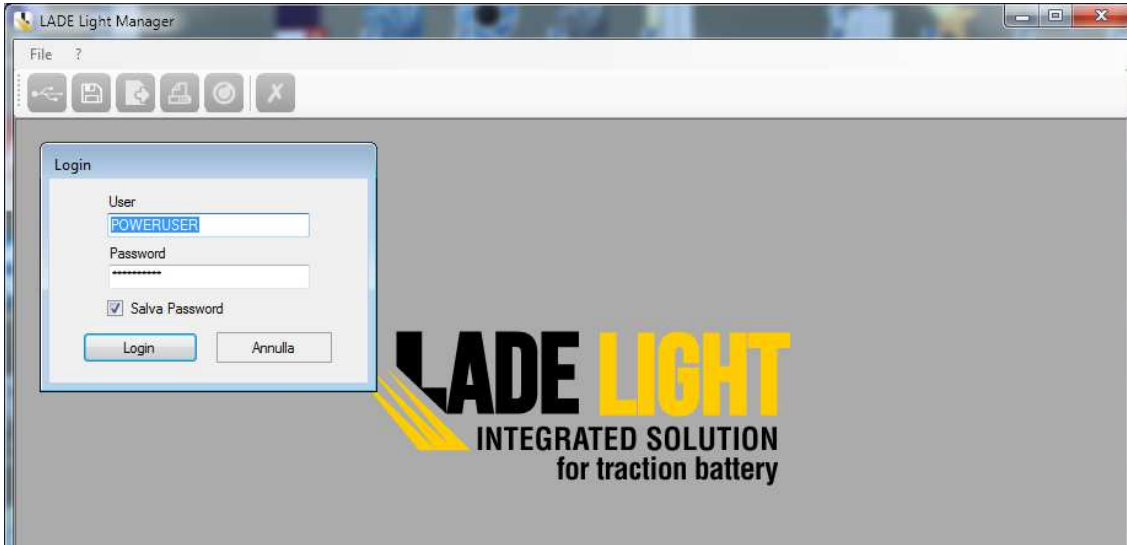 LADE Light Manager
File ?
Login
User
POWERUSER
Password
**********
Salva Password
Login Annulla
LADE LIGHT
INTEGRATED SOLUTION
for traction battery